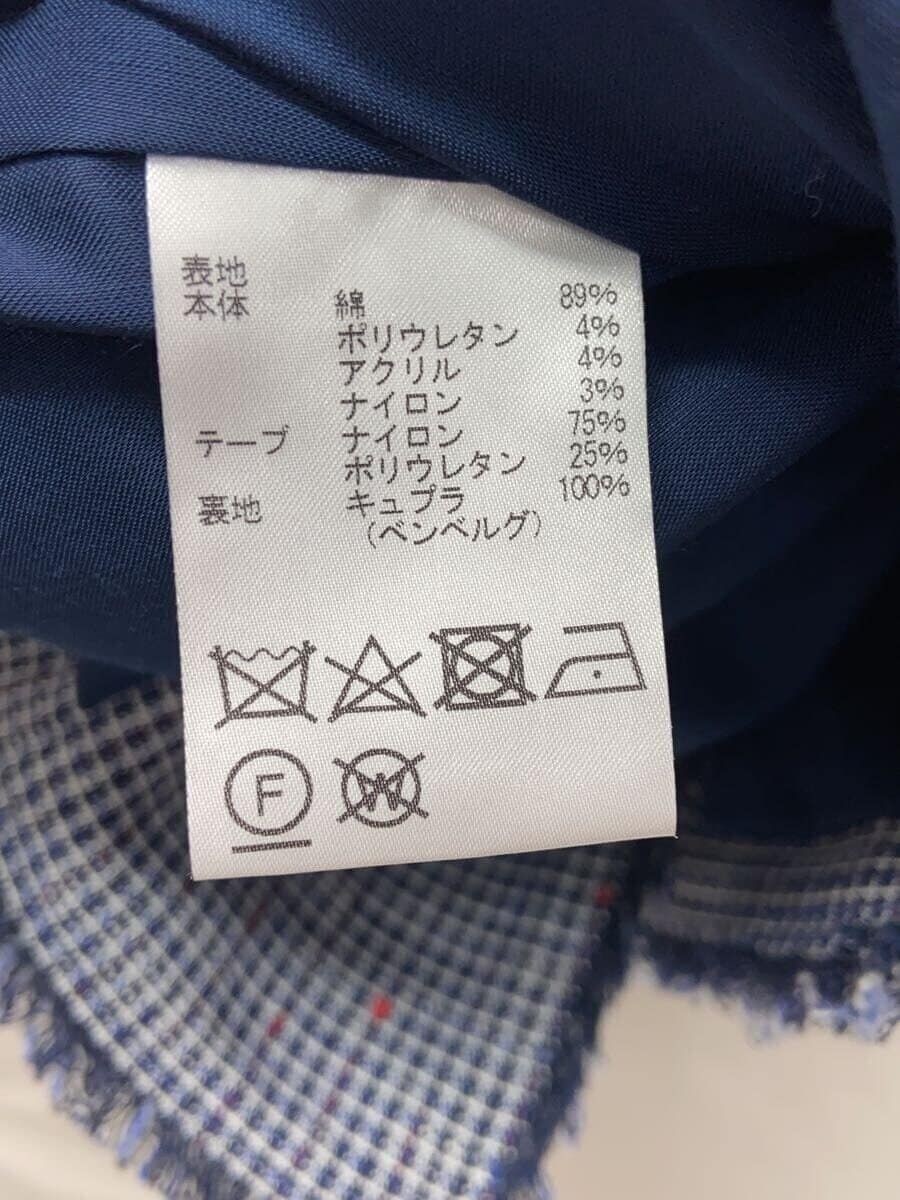 表地
本体 綿 89%
ポリウレタン 4%
アクリル 4%
ナイロン 3%
テープ ナイロン 75%
ポリウレタン 25%
裏地 キュプラ 100%
(ベンベルグ)
F W